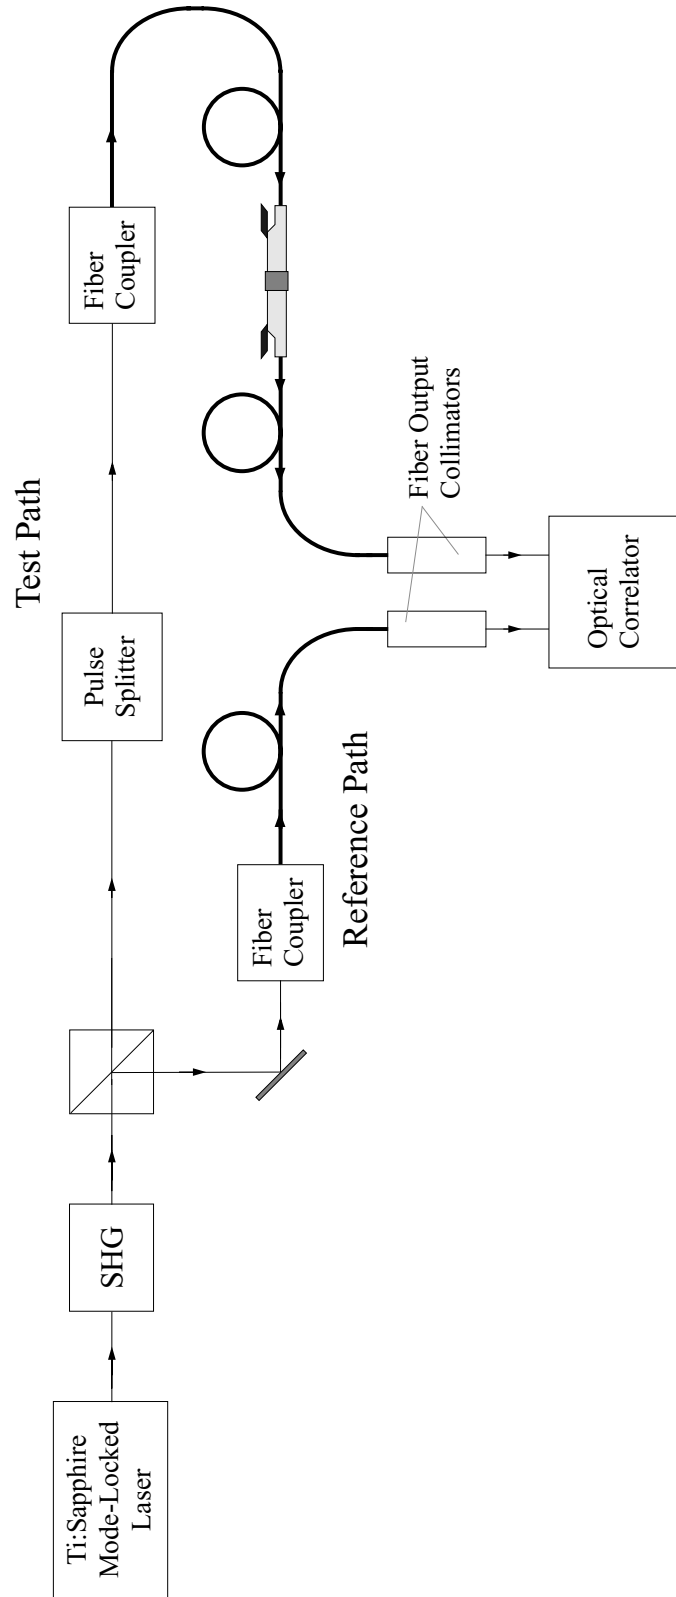 Ti:Sapphire
Mode-Locked
Laser
SHG
Pulse
Splitter
Test Path
Fiber
Coupler
Fiber
Coupler
Reference Path
Fiber Output
Collimators
Optical
Correlator